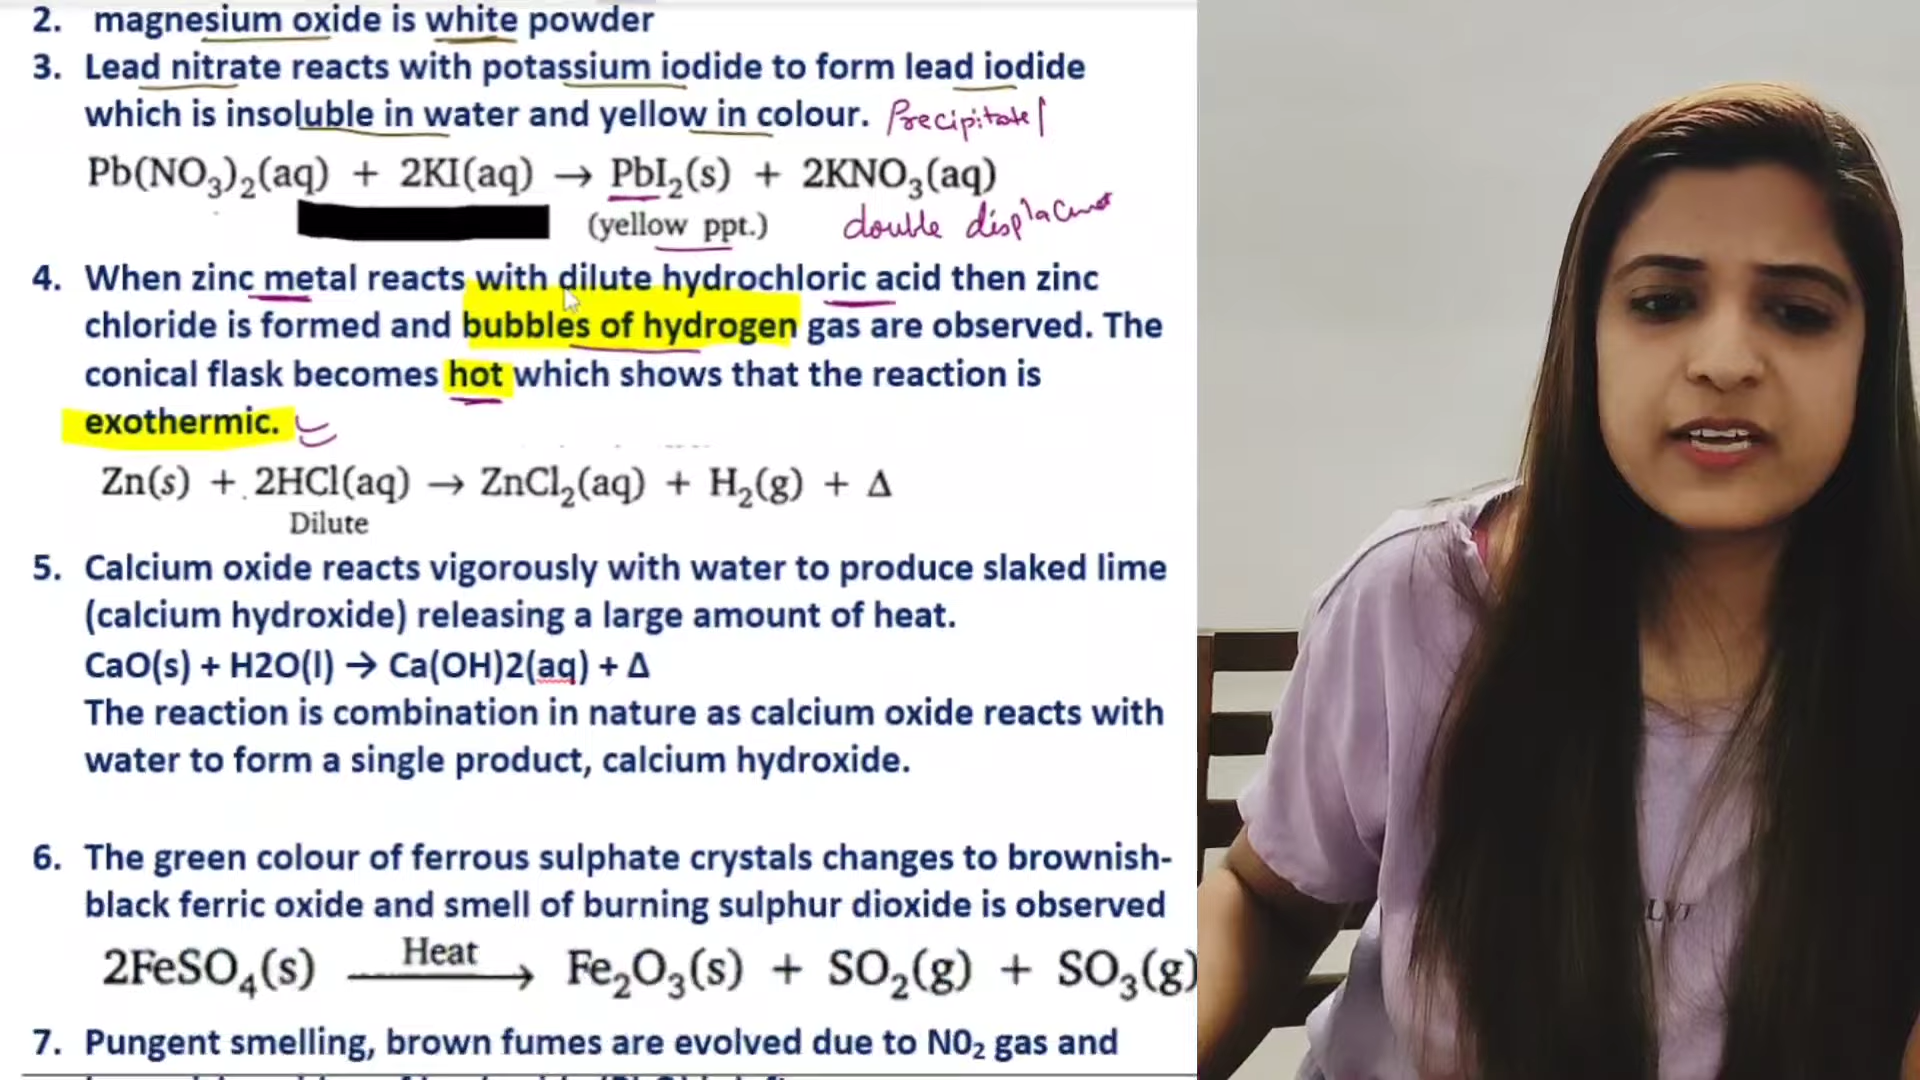 2. magnesium oxide is white powder
3. Lead nitrate reacts with potassium iodide to form lead iodide
which is insoluble in water and yellow in colour. Precipitate
Pb(NO₃)₂(aq) + 2KI(aq) → PbI₂(s) + 2KNO₃(aq)
(yellow ppt.) double
4. When zinc metal reacts with dilute hydrochloric acid then zinc
chloride is formed and bubbles of hydrogen gas are observed. The
conical flask becomes hot which shows that the reaction is
exothermic.
Zn(s) + 2HCl(aq) → ZnCl₂(aq) + H₂(g) + Δ
Dilute
5. Calcium oxide reacts vigorously with water to produce slaked lime
(calcium hydroxide) releasing a large amount of heat.
CaO(s) + H2O(l) → Ca(OH)2(aq) + Δ
The reaction is combination in nature as calcium oxide reacts with
water to form a single product, calcium hydroxide.
6. The green colour of ferrous sulphate crystals changes to brownish-
black ferric oxide and smell of burning sulphur dioxide is observed
Heat
2FeSO₄(s) → Fe₂O₃(s) + SO₂(g) + SO₃(g)
7. Pungent smelling, brown fumes are evolved due to N0₂ gas and